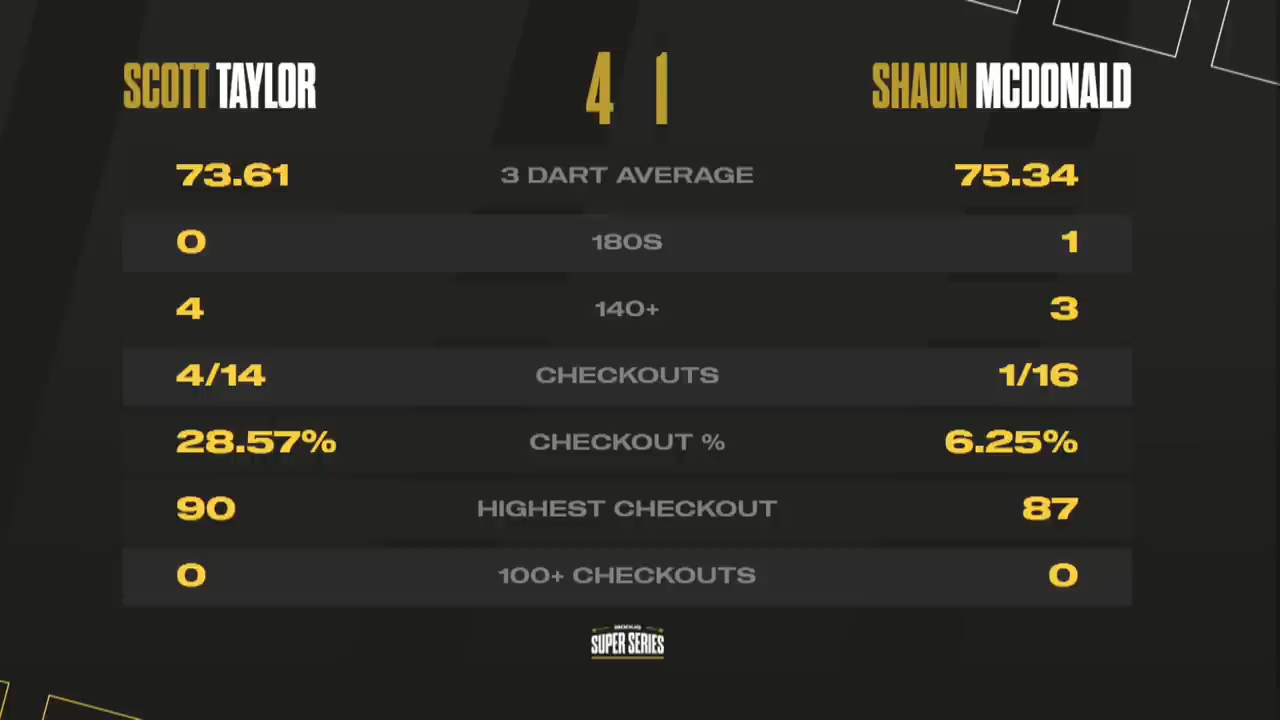 SCOTT TAYLOR 4 1 SHAUN MCDONALD
73.61 3 DART AVERAGE 75.34
0 180S 1
4 140+ 3
4/14 CHECKOUTS 1/16
28.57% CHECKOUT % 6.25%
90 HIGHEST CHECKOUT 87
0 100+ CHECKOUTS 0
MODUS
SUPER SERIES